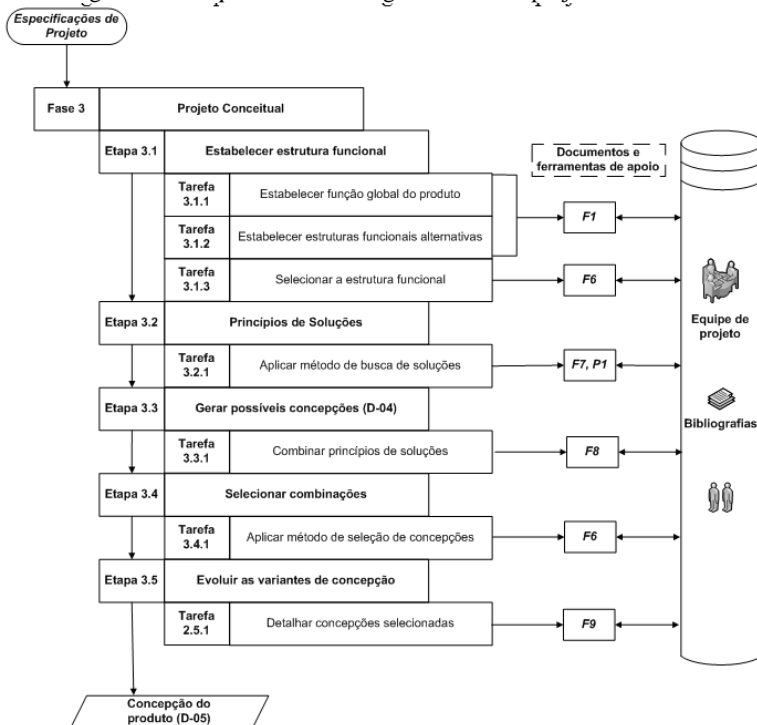 Especificações de
Projeto
Fase 3
Projeto Conceitual
Etapa 3.1
Estabelecer estrutura funcional
Documentos e
ferramentas de apoio
Tarefa
3.1.1
Estabelecer função global do produto
F1
Tarefa
3.1.2
Estabelecer estruturas funcionais alternativas
Tarefa
3.1.3
Selecionar a estrutura funcional
F6
Etapa 3.2
Princípios de Soluções
Equipe de
projeto
Tarefa
3.2.1
Aplicar método de busca de soluções
F7, P1
Etapa 3.3
Gerar possíveis concepções (D-04)
Bibliografias
Tarefa
3.3.1
Combinar princípios de soluções
F8
Etapa 3.4
Selecionar combinações
Tarefa
3.4.1
Aplicar método de seleção de concepções
F6
Etapa 3.5
Evoluir as variantes de concepção
Tarefa
2.5.1
Detalhar concepções selecionadas
F9
Concepção do
produto (D-05)